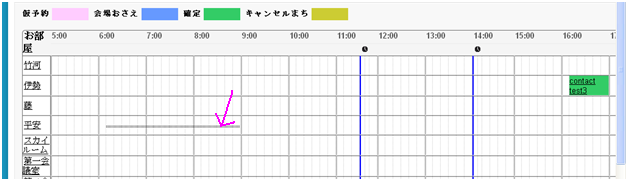 仮予約 会場おさえ 確定 キャンセルまち
お部屋 5:00 6:00 7:00 8:00 9:00 10:00 11:00 12:00 13:00 14:00 15:00 16:00
竹河
伊勢 contact test3
藤
平安
スカイルーム
第一会議室